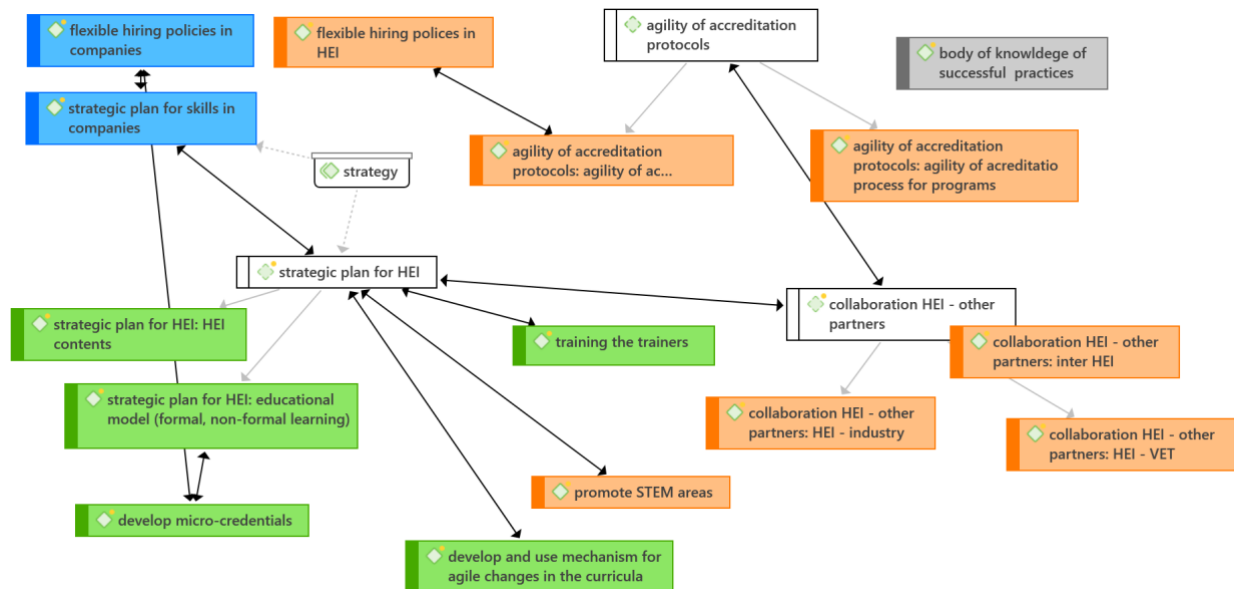 flexible hiring policies in
companies
flexible hiring polices in
HEI
agility of accreditation
protocols
body of knowldege of
successful practices
strategic plan for skills in
companies
strategy
agility of accreditation
protocols: agility of ac...
agility of accreditation
protocols: agility of acreditatio
process for programs
strategic plan for HEI
collaboration HEI - other
partners
strategic plan for HEI: HEI
contents
training the trainers
collaboration HEI - other
partners: inter HEI
strategic plan for HEI: educational
model (formal, non-formal learning)
collaboration HEI - other
partners: HEI - industry
collaboration HEI - other
partners: HEI - VET
promote STEM areas
develop micro-credentials
develop and use mechanism for
agile changes in the curricula